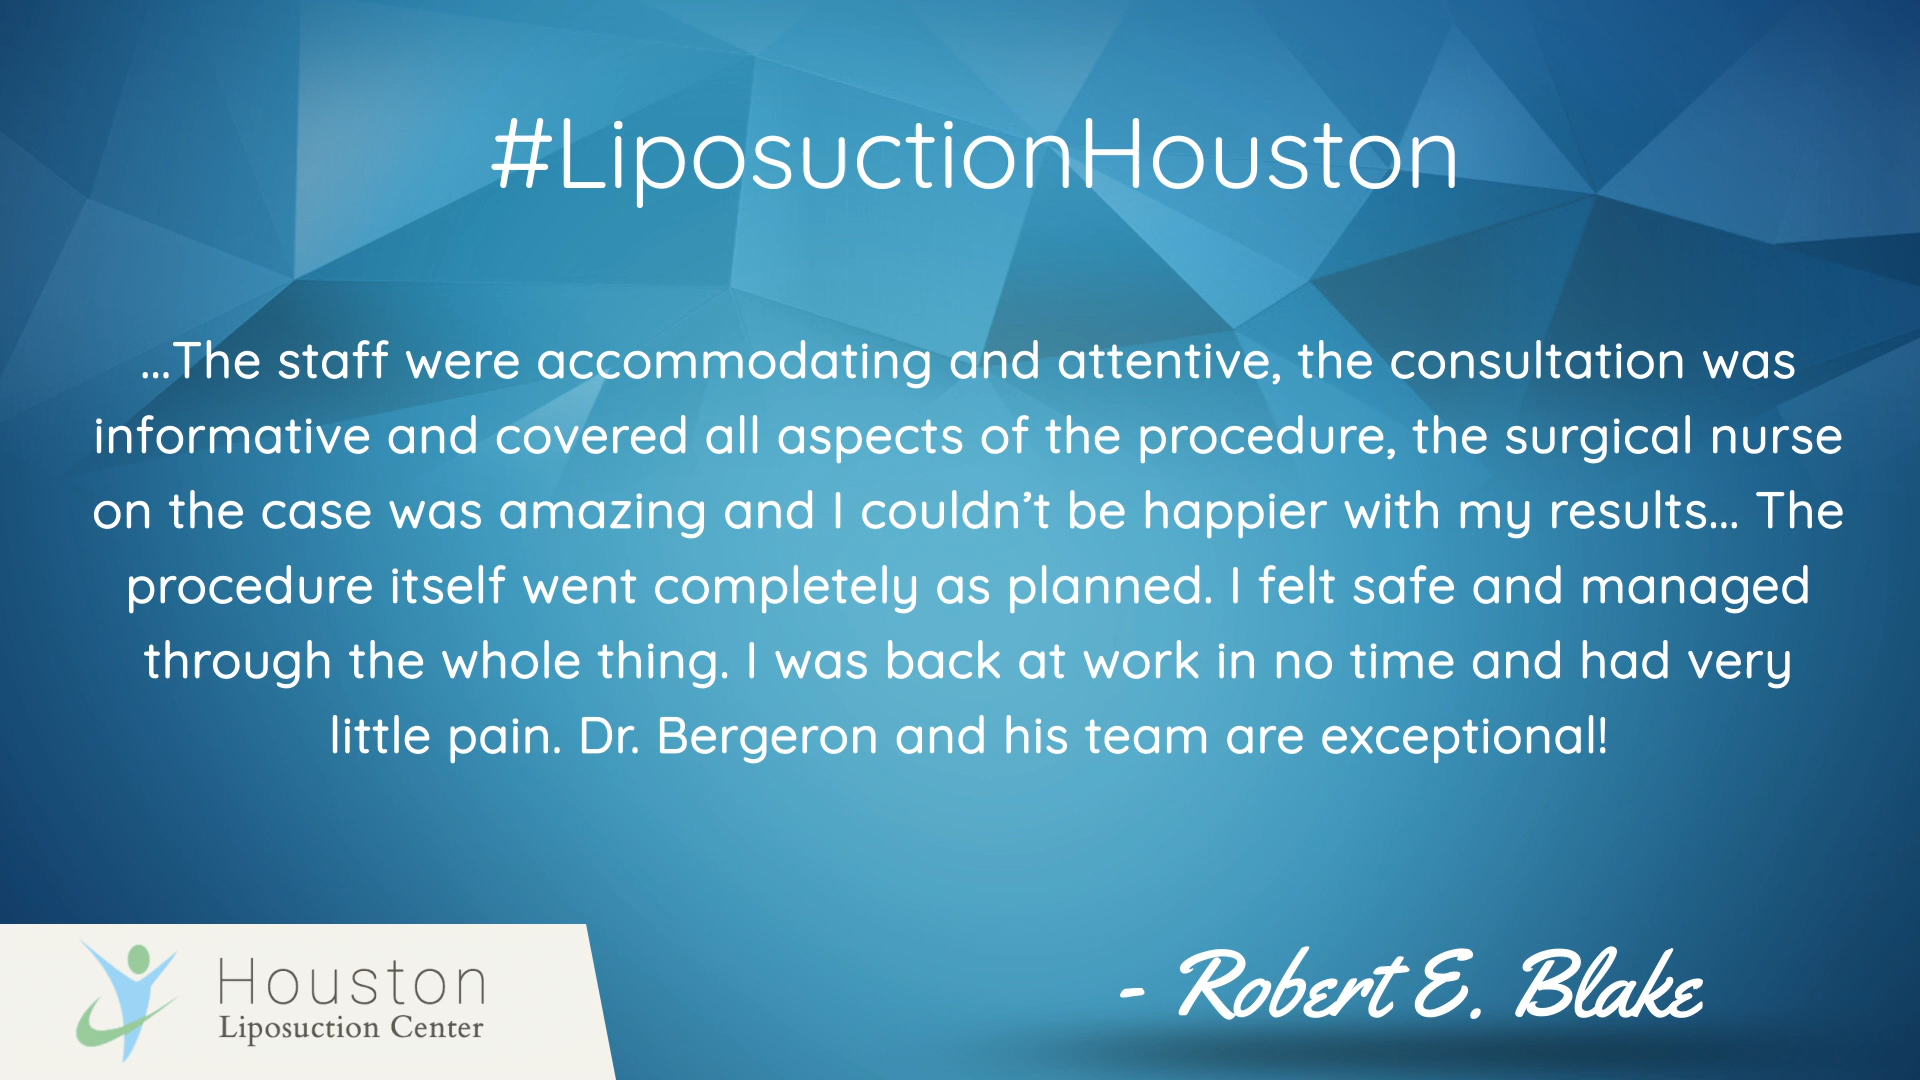 #LiposuctionHouston
...The staff were accommodating and attentive, the consultation was
informative and covered all aspects of the procedure, the surgical nurse
on the case was amazing and I couldn’t be happier with my results... The
procedure itself went completely as planned. I felt safe and managed
through the whole thing. I was back at work in no time and had very
little pain. Dr. Bergeron and his team are exceptional!
- Robert E. Blake
Houston
Liposuction Center